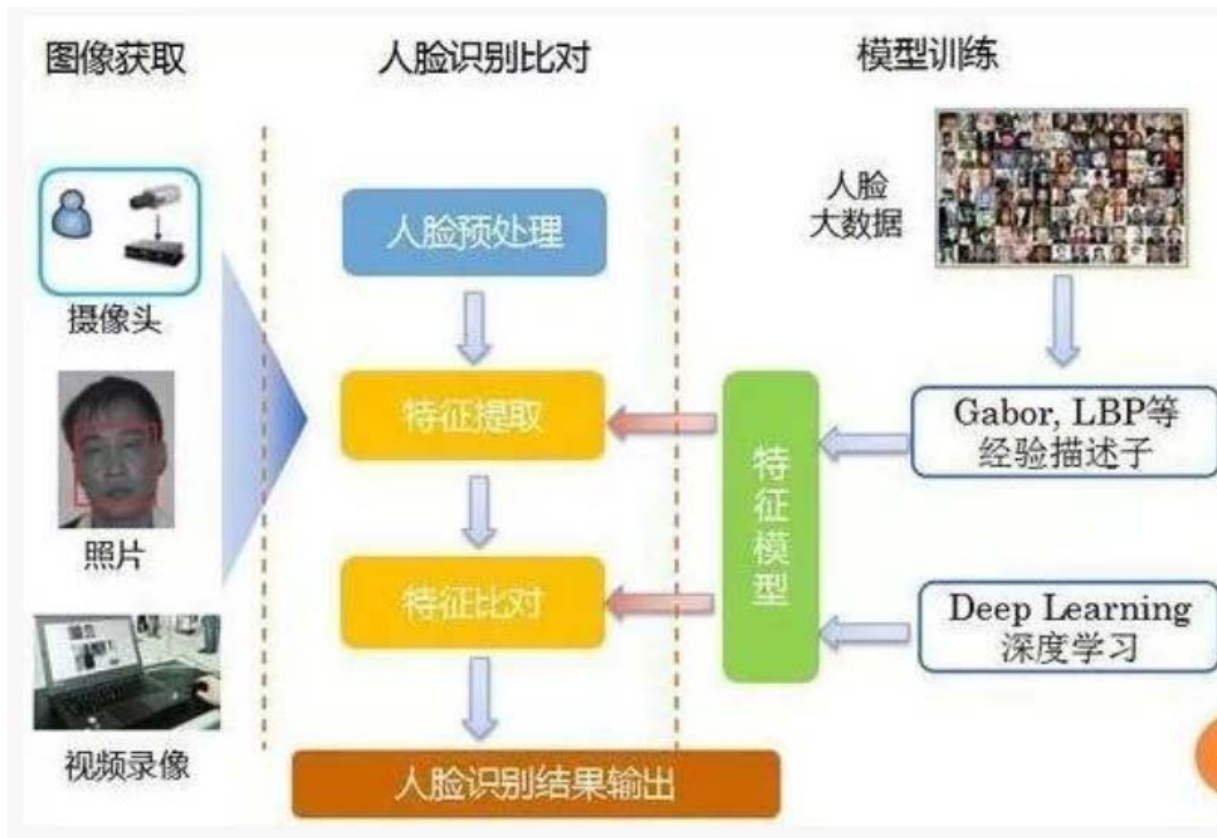 图像获取
人脸识别比对
模型训练
人脸
大数据
人脸预处理
摄像头
特征提取
Gabor, LBP等
经验描述子
特征模型
照片
特征比对
Deep Learning
深度学习
视频录像
人脸识别结果输出